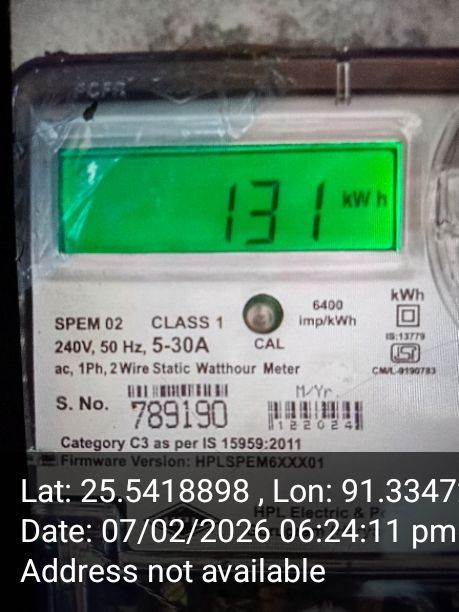 131 kWh
6400
imp/kWh
kWh
SPEM 02 CLASS 1
CAL
IS:13779
240V, 50 Hz, 5-30A
CM/L-9190783
ac, 1Ph, 2Wire Static Watthour Meter
S. No.
789190
M/Yr.
122024
Category C3 as per IS 15959:2011
Firmware Version: HPLSPEM6XXX01
HPL Electric &
Lat: 25.5418898 , Lon: 91.3347
Date: 07/02/2026 06:24:11 pm
Address not available